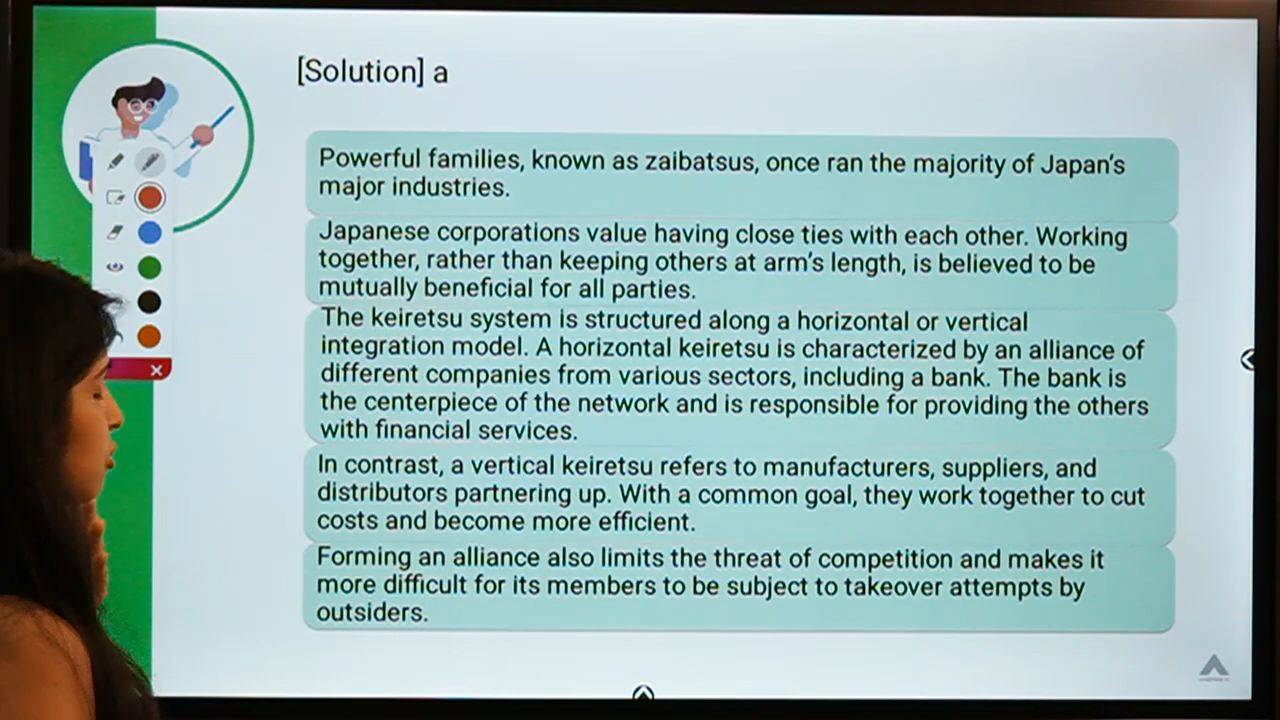 [Solution] a
Powerful families, known as zaibatsus, once ran the majority of Japan's
major industries.
Japanese corporations value having close ties with each other. Working
together, rather than keeping others at arm's length, is believed to be
mutually beneficial for all parties.
The keiretsu system is structured along a horizontal or vertical
integration model. A horizontal keiretsu is characterized by an alliance of
different companies from various sectors, including a bank. The bank is
the centerpiece of the network and is responsible for providing the others
with financial services.
In contrast, a vertical keiretsu refers to manufacturers, suppliers, and
distributors partnering up. With a common goal, they work together to cut
costs and become more efficient.
Forming an alliance also limits the threat of competition and makes it
more difficult for its members to be subject to takeover attempts by
outsiders.